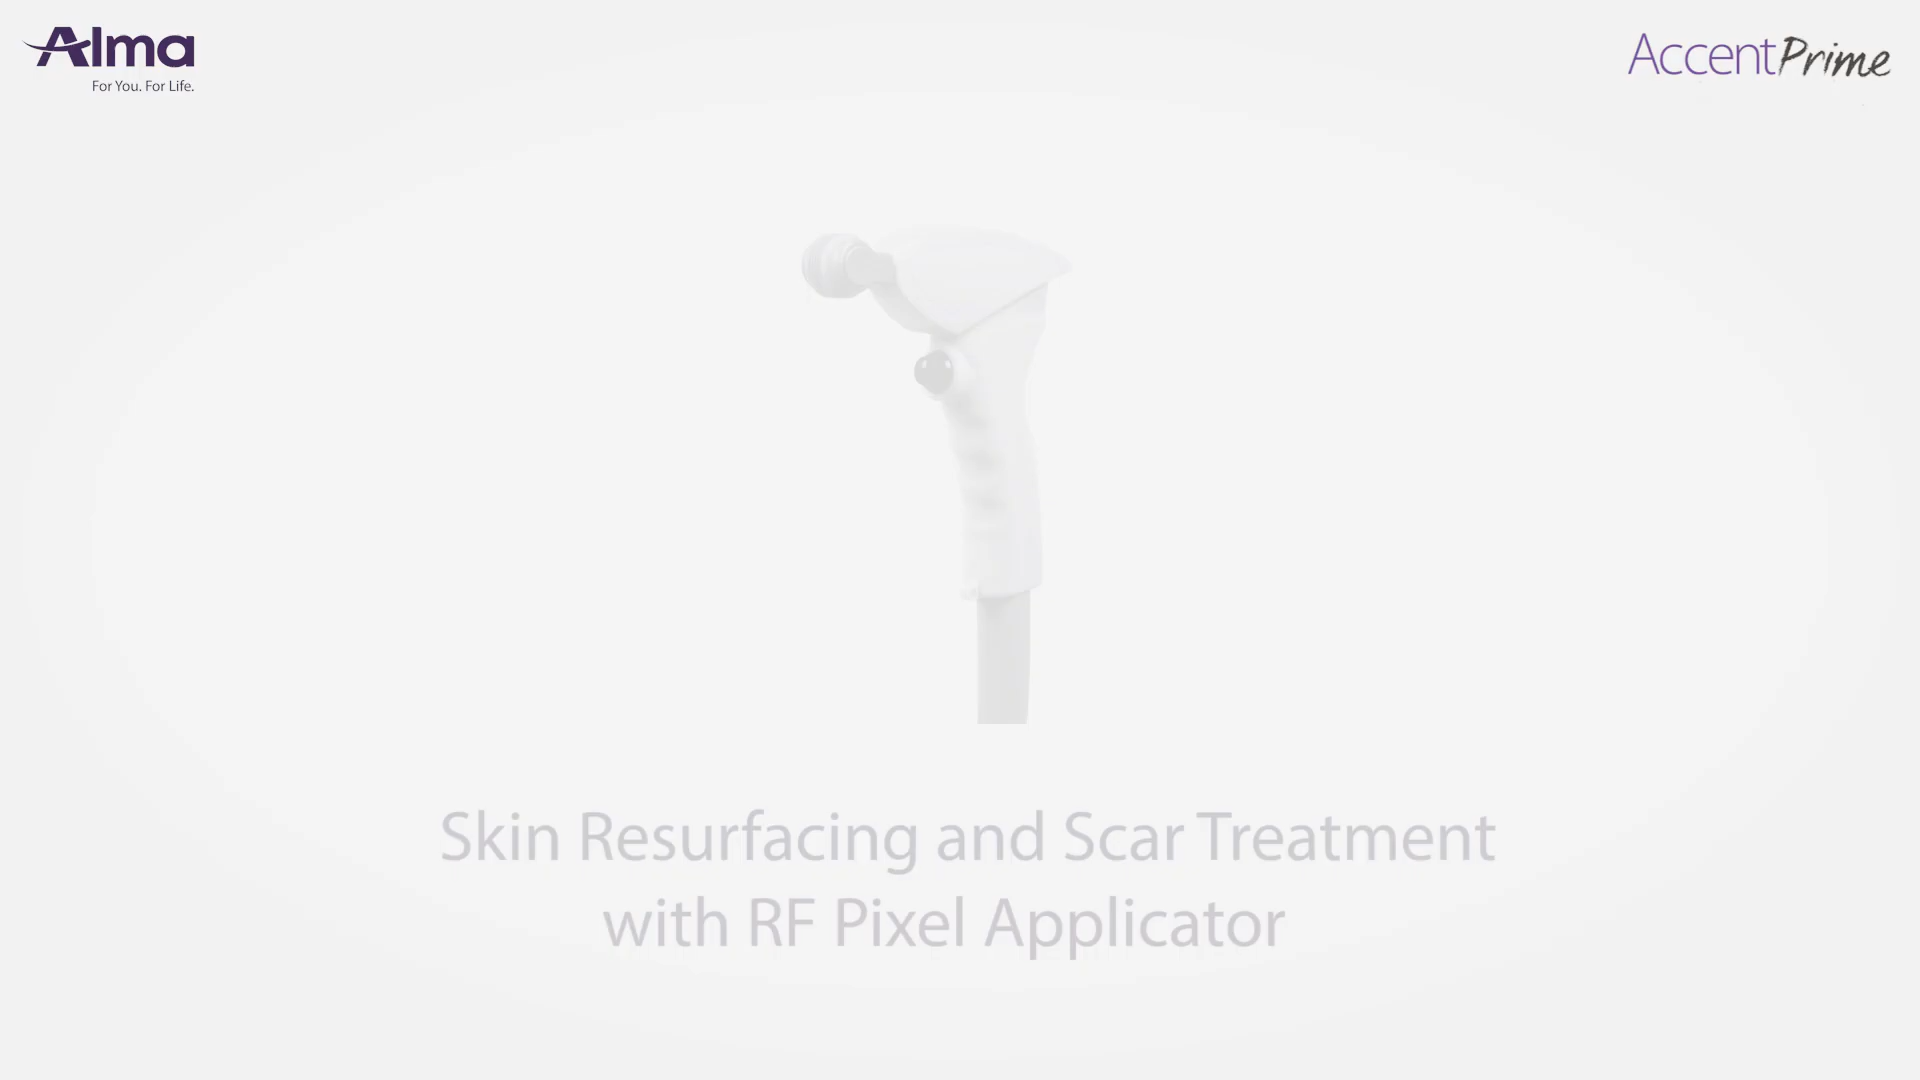 Alma
For You. For Life.
AccentPrime
Skin Resurfacing and Scar Treatment
with RF Pixel Applicator